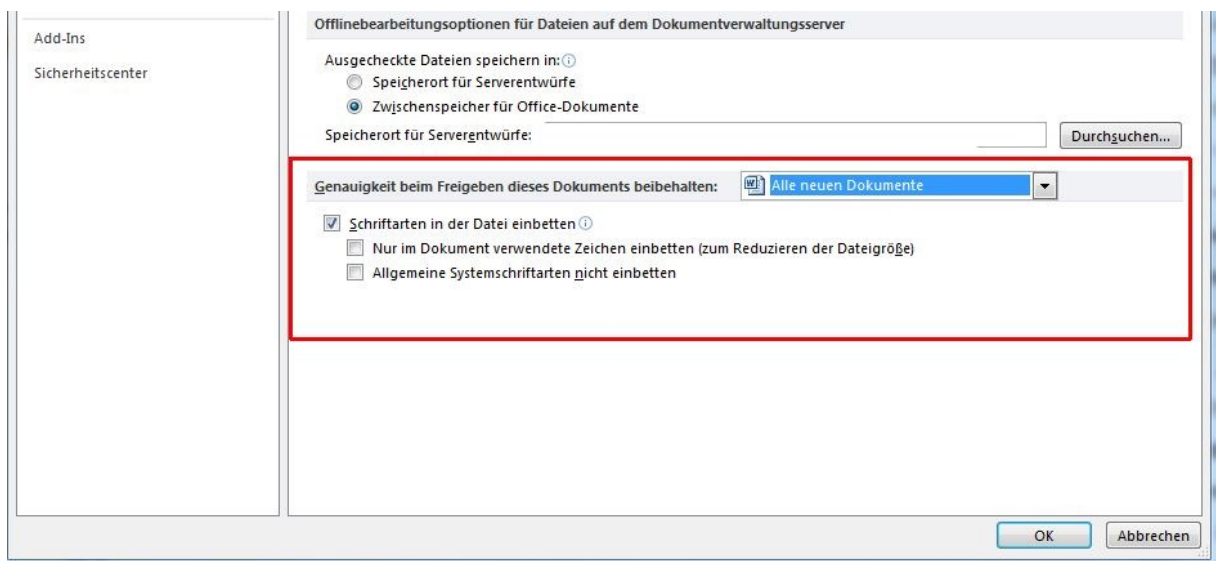 Add-Ins
Sicherheitscenter
Offlinebearbeitungsoptionen für Dateien auf dem Dokumentverwaltungsserver
Ausgecheckte Dateien speichern in:
Speicherort für Serverentwürfe
Zwischenspeicher für Office-Dokumente
Speicherort für Serverentwürfe: Durchsuchen...
Genauigkeit beim Freigeben dieses Dokuments beibehalten: Alle neuen Dokumente
Schriftarten in der Datei einbetten
Nur im Dokument verwendete Zeichen einbetten (zum Reduzieren der Dateigröße)
Allgemeine Systemschriftarten nicht einbetten
OK Abbrechen